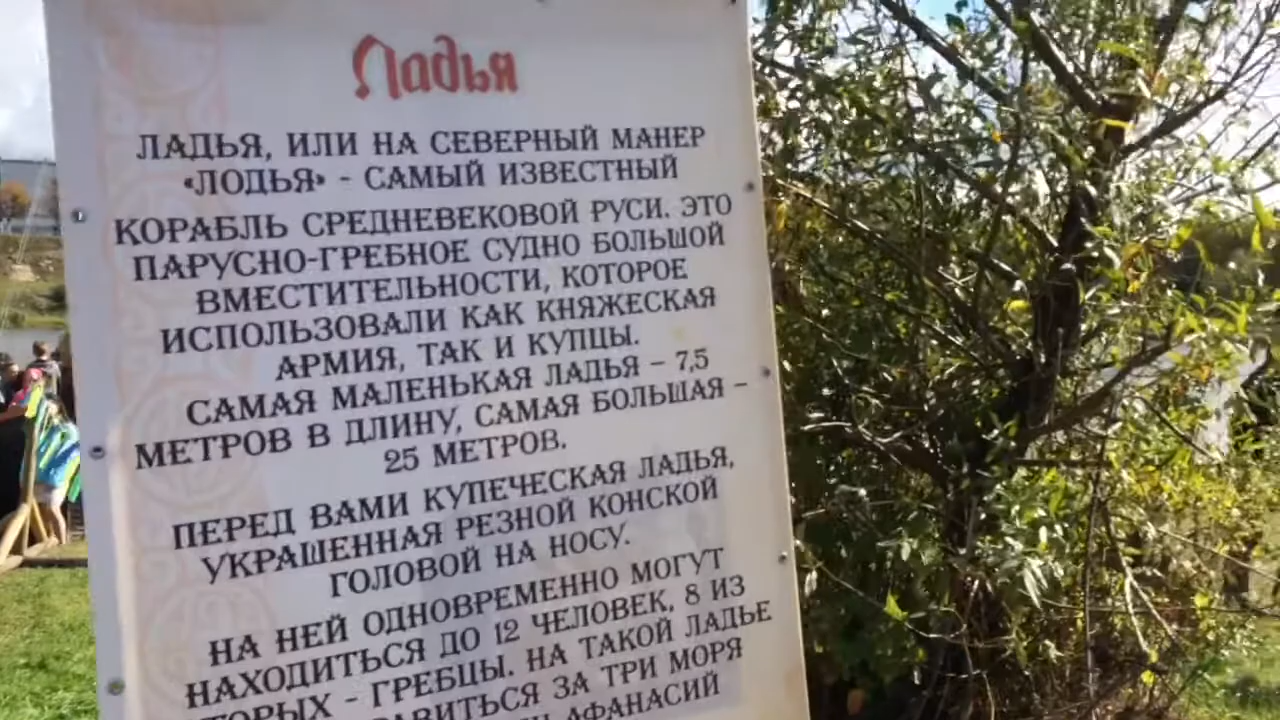 Ладья
ЛАДЬЯ, ИЛИ НА СЕВЕРНЫЙ МАНЕР
«ЛОДЬЯ» - САМЫЙ ИЗВЕСТНЫЙ
КОРАБЛЬ СРЕДНЕВЕКОВОЙ РУСИ. ЭТО
ПАРУСНО-ГРЕБНОЕ СУДНО БОЛЬШОЙ
ВМЕСТИТЕЛЬНОСТИ, КОТОРОЕ
ИСПОЛЬЗОВАЛИ КАК КНЯЖЕСКАЯ
АРМИЯ, ТАК И КУПЦЫ.
САМАЯ МАЛЕНЬКАЯ ЛАДЬЯ – 7,5
МЕТРОВ В ДЛИНУ, САМАЯ БОЛЬШАЯ –
25 МЕТРОВ.
ПЕРЕД ВАМИ КУПЕЧЕСКАЯ ЛАДЬЯ,
УКРАШЕННАЯ РЕЗНОЙ КОНСКОЙ
ГОЛОВОЙ НА НОСУ.
НА НЕЙ ОДНОВРЕМЕННО МОГУТ
НАХОДИТЬСЯ ДО 12 ЧЕЛОВЕК, 8 ИЗ
ТОРЫХ - ГРЕБЦЫ. НА ТАКОЙ ЛАДЬЕ
РАВИТЬСЯ ЗА ТРИ МОРЯ
АФАНАСИЙ